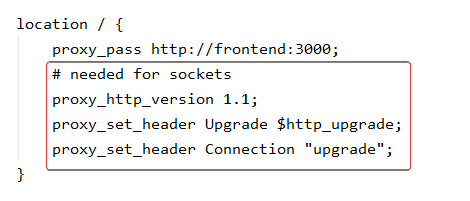 location / {
    proxy_pass http://frontend:3000;
    # needed for sockets
    proxy_http_version 1.1;
    proxy_set_header Upgrade $http_upgrade;
    proxy_set_header Connection "upgrade";
}